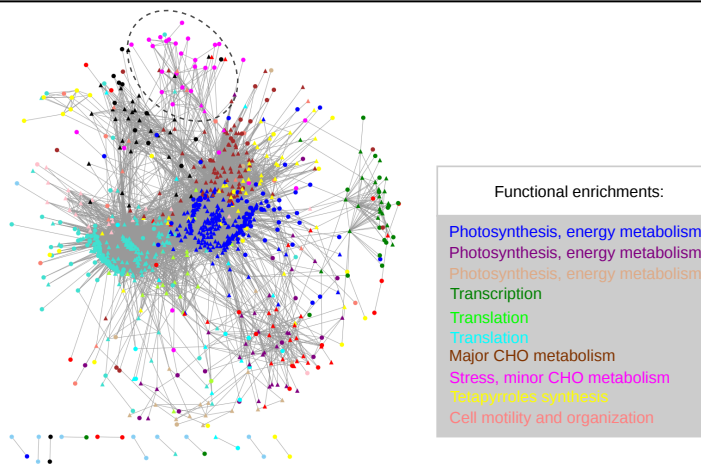 Functional enrichments:
Photosynthesis, energy metabolism
Photosynthesis, energy metabolism
Photosynthesis, energy metabolism
Transcription
Translation
Translation
Major CHO metabolism
Stress, minor CHO metabolism
Tetapyrroles synthesis
Cell motility and organization